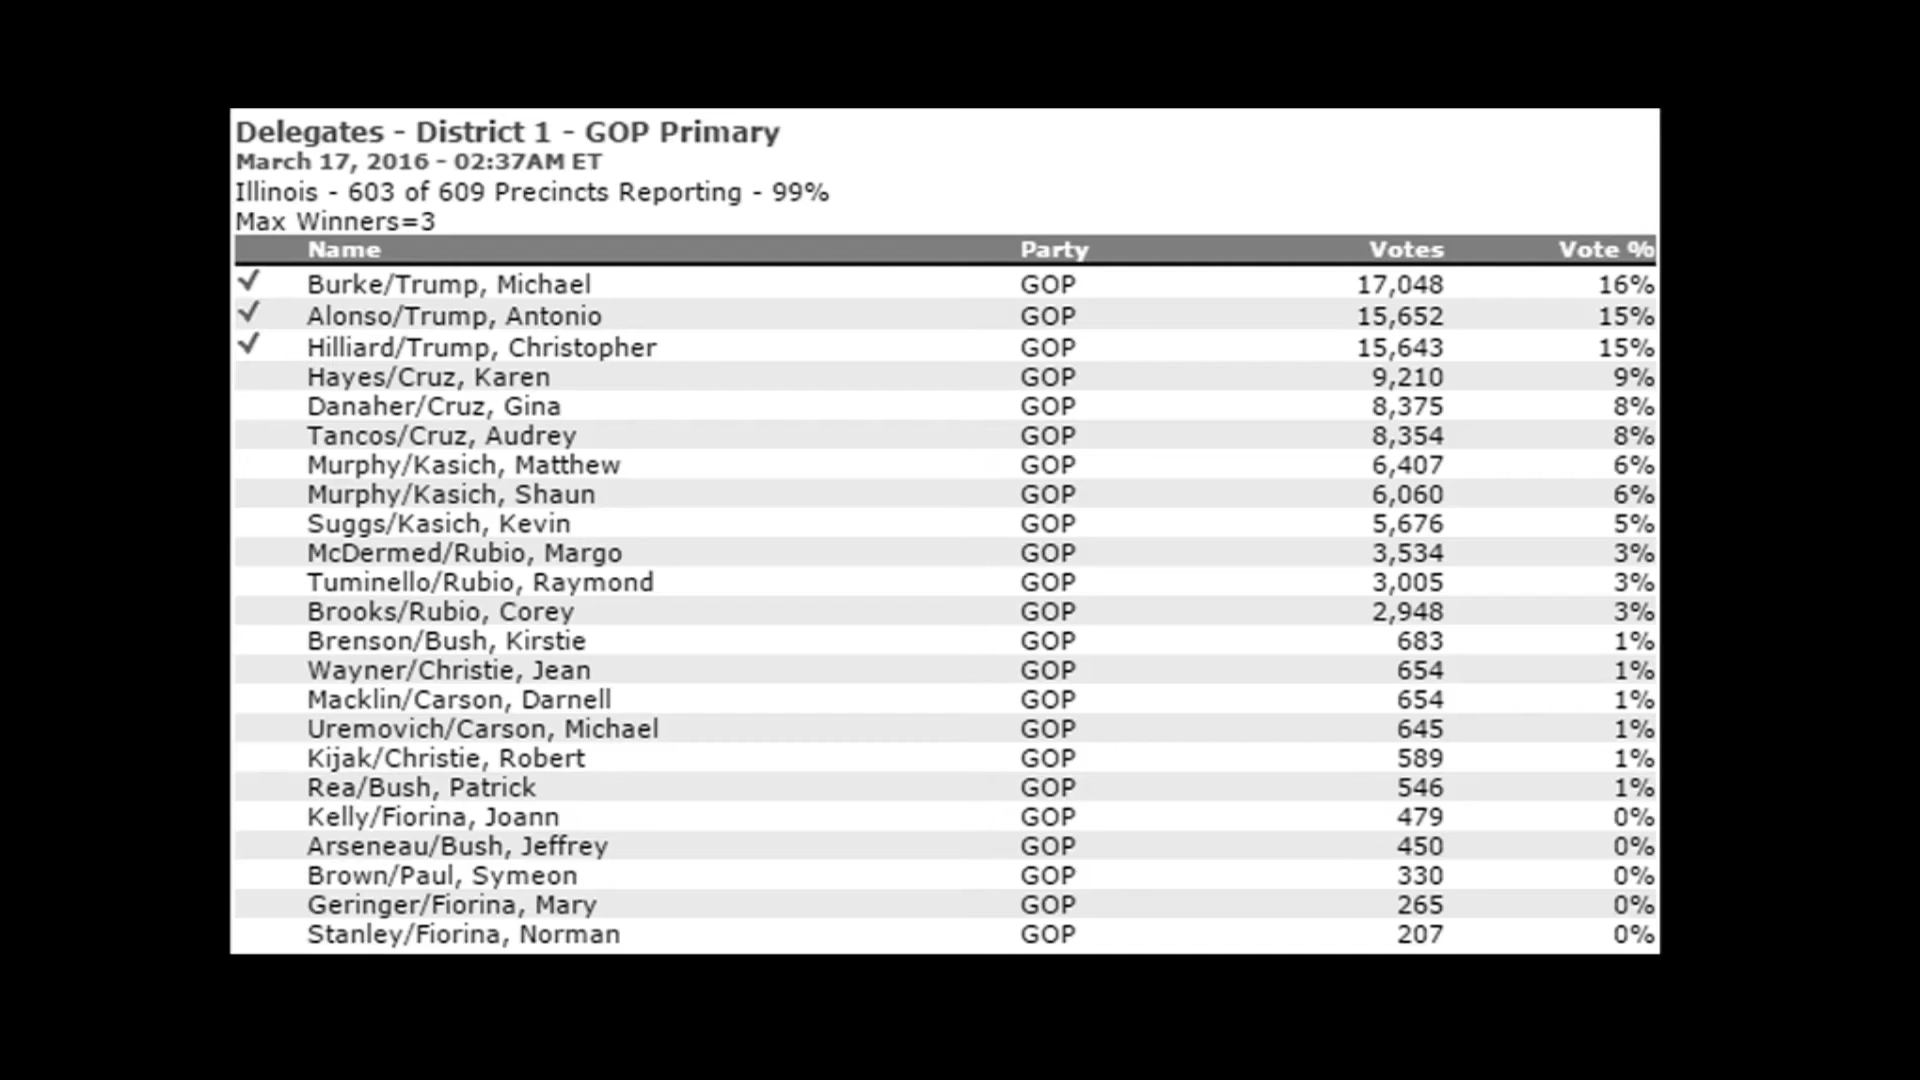 Delegates - District 1 - GOP Primary
March 17, 2016 - 02:37AM ET
Illinois - 603 of 609 Precincts Reporting - 99%
Max Winners=3
Name Party Votes Vote %
✓ Burke/Trump, Michael GOP 17,048 16%
✓ Alonso/Trump, Antonio GOP 15,652 15%
✓ Hilliard/Trump, Christopher GOP 15,643 15%
Hayes/Cruz, Karen GOP 9,210 9%
Danaher/Cruz, Gina GOP 8,375 8%
Tancos/Cruz, Audrey GOP 8,354 8%
Murphy/Kasich, Matthew GOP 6,407 6%
Murphy/Kasich, Shaun GOP 6,060 6%
Suggs/Kasich, Kevin GOP 5,676 5%
McDermed/Rubio, Margo GOP 3,534 3%
Tuminello/Rubio, Raymond GOP 3,005 3%
Brooks/Rubio, Corey GOP 2,948 3%
Brenson/Bush, Kirstie GOP 683 1%
Wayner/Christie, Jean GOP 654 1%
Macklin/Carson, Darnell GOP 654 1%
Uremovich/Carson, Michael GOP 645 1%
Kijak/Christie, Robert GOP 589 1%
Rea/Bush, Patrick GOP 546 1%
Kelly/Fiorina, Joann GOP 479 0%
Arseneau/Bush, Jeffrey GOP 450 0%
Brown/Paul, Symeon GOP 330 0%
Geringer/Fiorina, Mary GOP 265 0%
Stanley/Fiorina, Norman GOP 207 0%